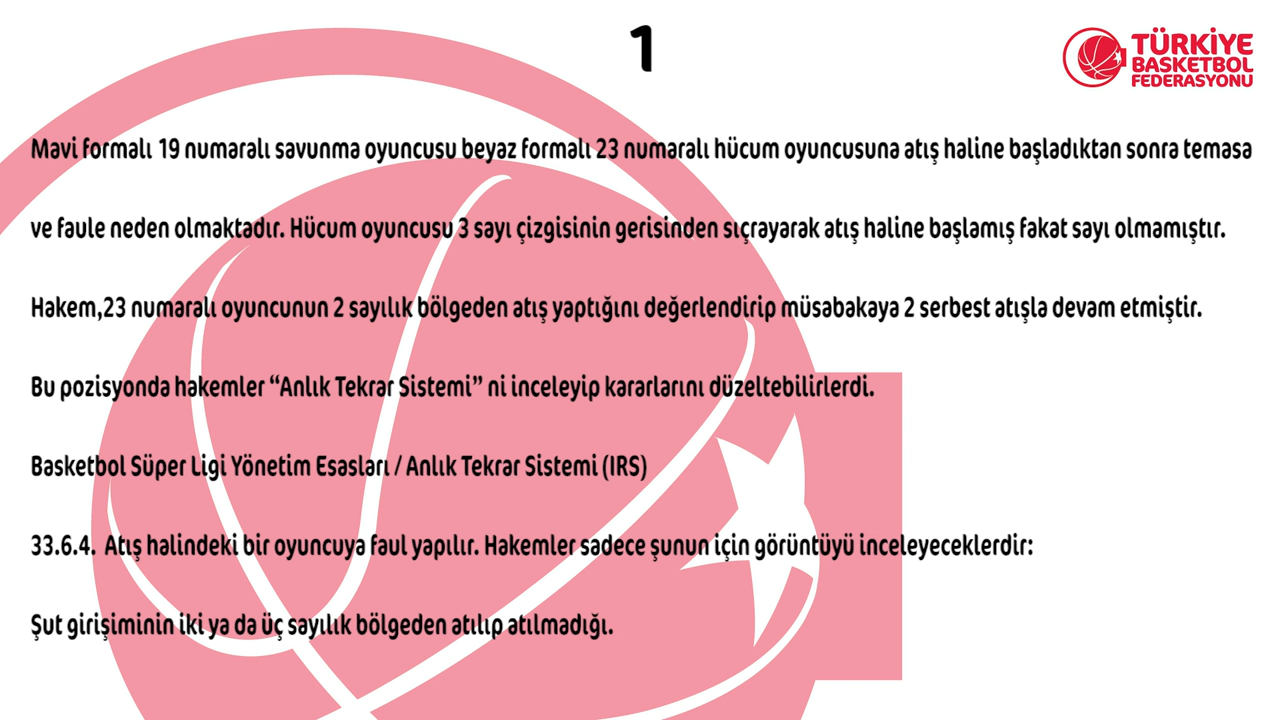 1
TÜRKİYE
BASKETBOL
FEDERASYONU
Mavi formalı 19 numaralı savunma oyuncusu beyaz formalı 23 numaralı hücum oyuncusuna atış haline başladıktan sonra temasa
ve faule neden olmaktadır. Hücum oyuncusu 3 sayı çizgisinin gerisinden sıçrayarak atış haline başlamış fakat sayı olmamıştır.
Hakem,23 numaralı oyuncunun 2 sayılık bölgeden atış yaptığını değerlendirip müsabakaya 2 serbest atışla devam etmiştir.
Bu pozisyonda hakemler “Anlık Tekrar Sistemi” ni inceleyip kararlarını düzeltebilirlerdi.
Basketbol Süper Ligi Yönetim Esasları / Anlık Tekrar Sistemi (IRS)
33.6.4. Atış halindeki bir oyuncuya faul yapılır. Hakemler sadece şunun için görüntüyü inceleyeceklerdir:
Şut girişiminin iki ya da üç sayılık bölgeden atılıp atılmadığı.